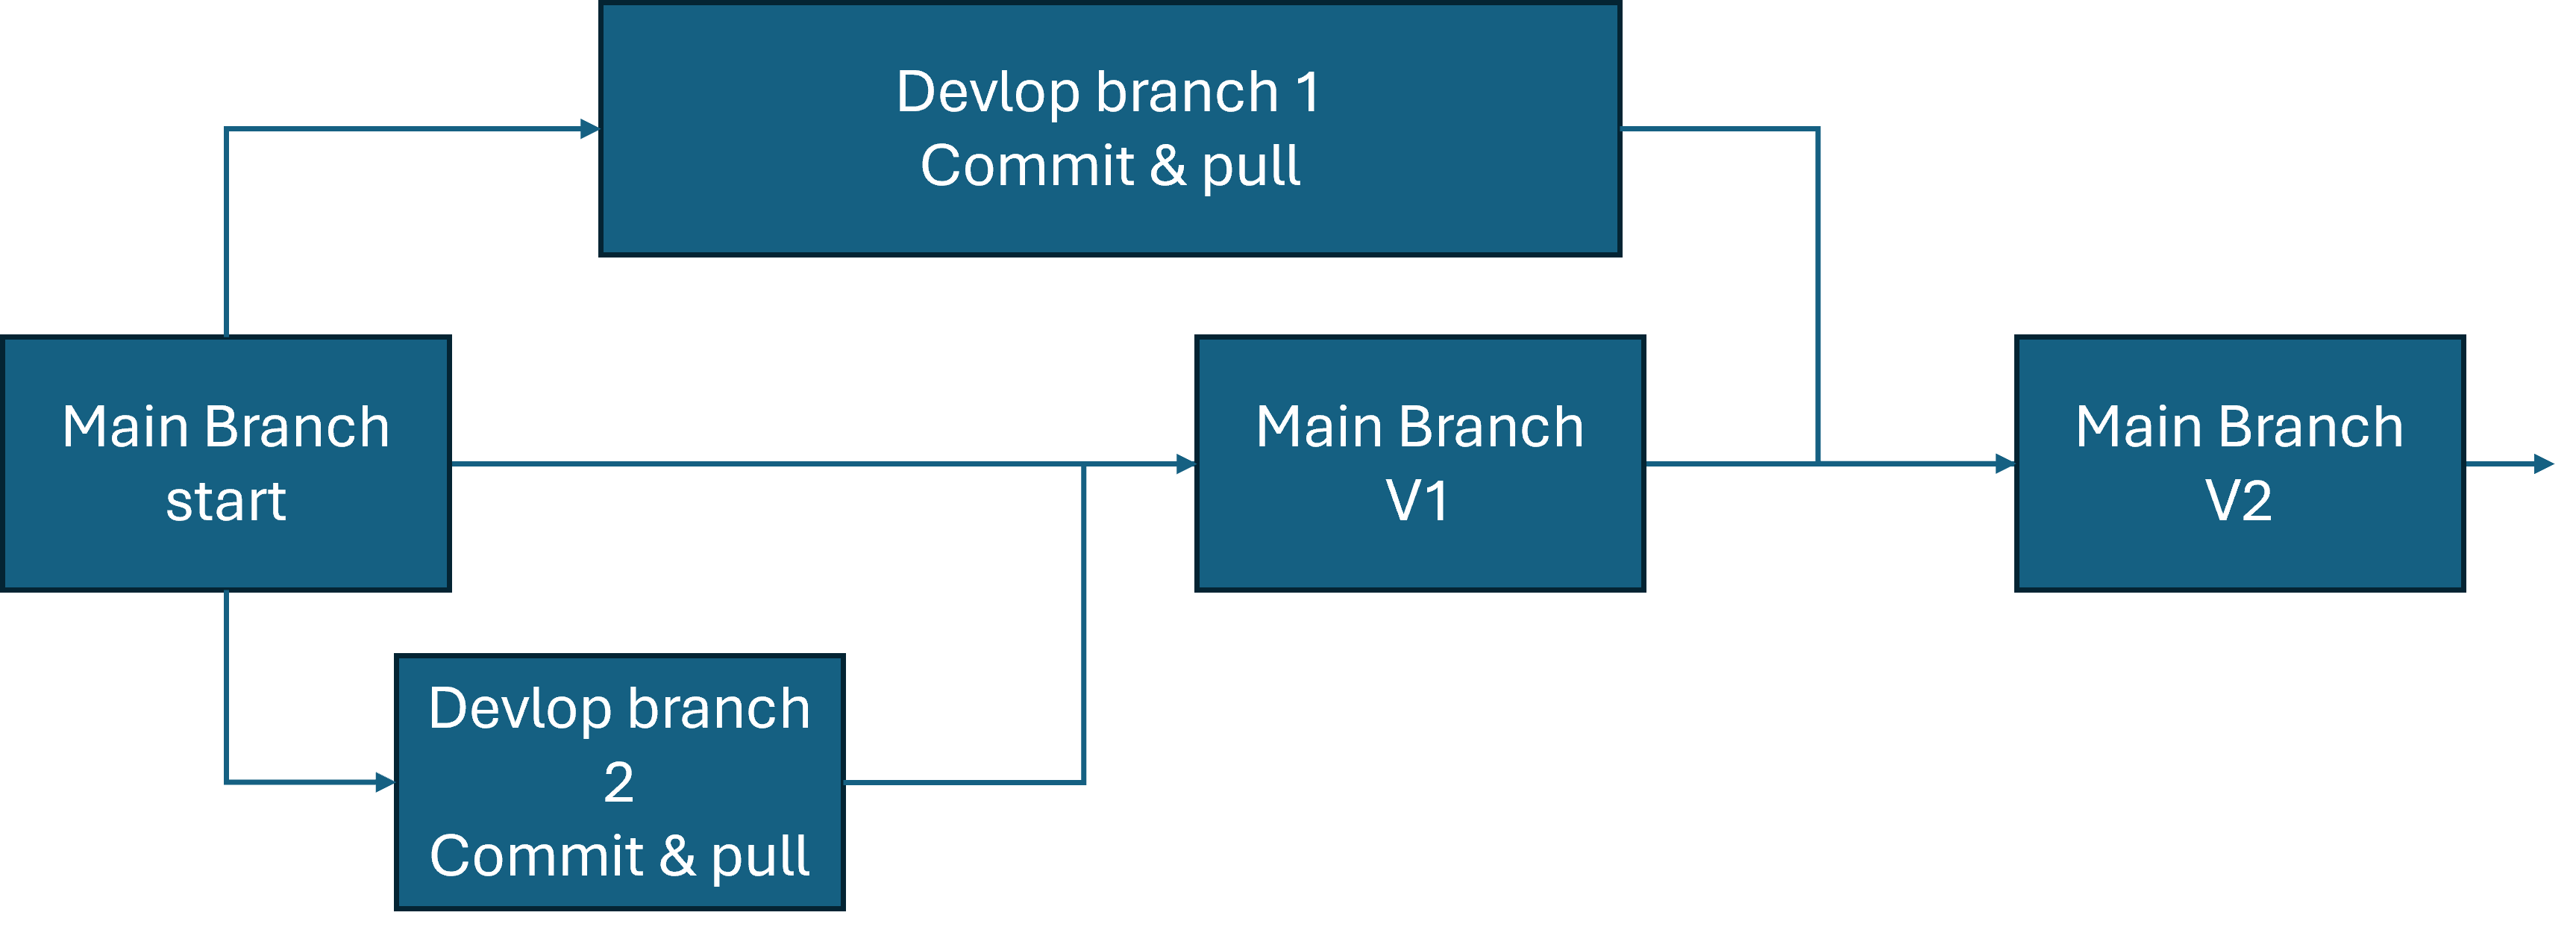 Devlop branch 1
Commit & pull
Main Branch
start
Main Branch
V1
Main Branch
V2
Devlop branch
2
Commit & pull